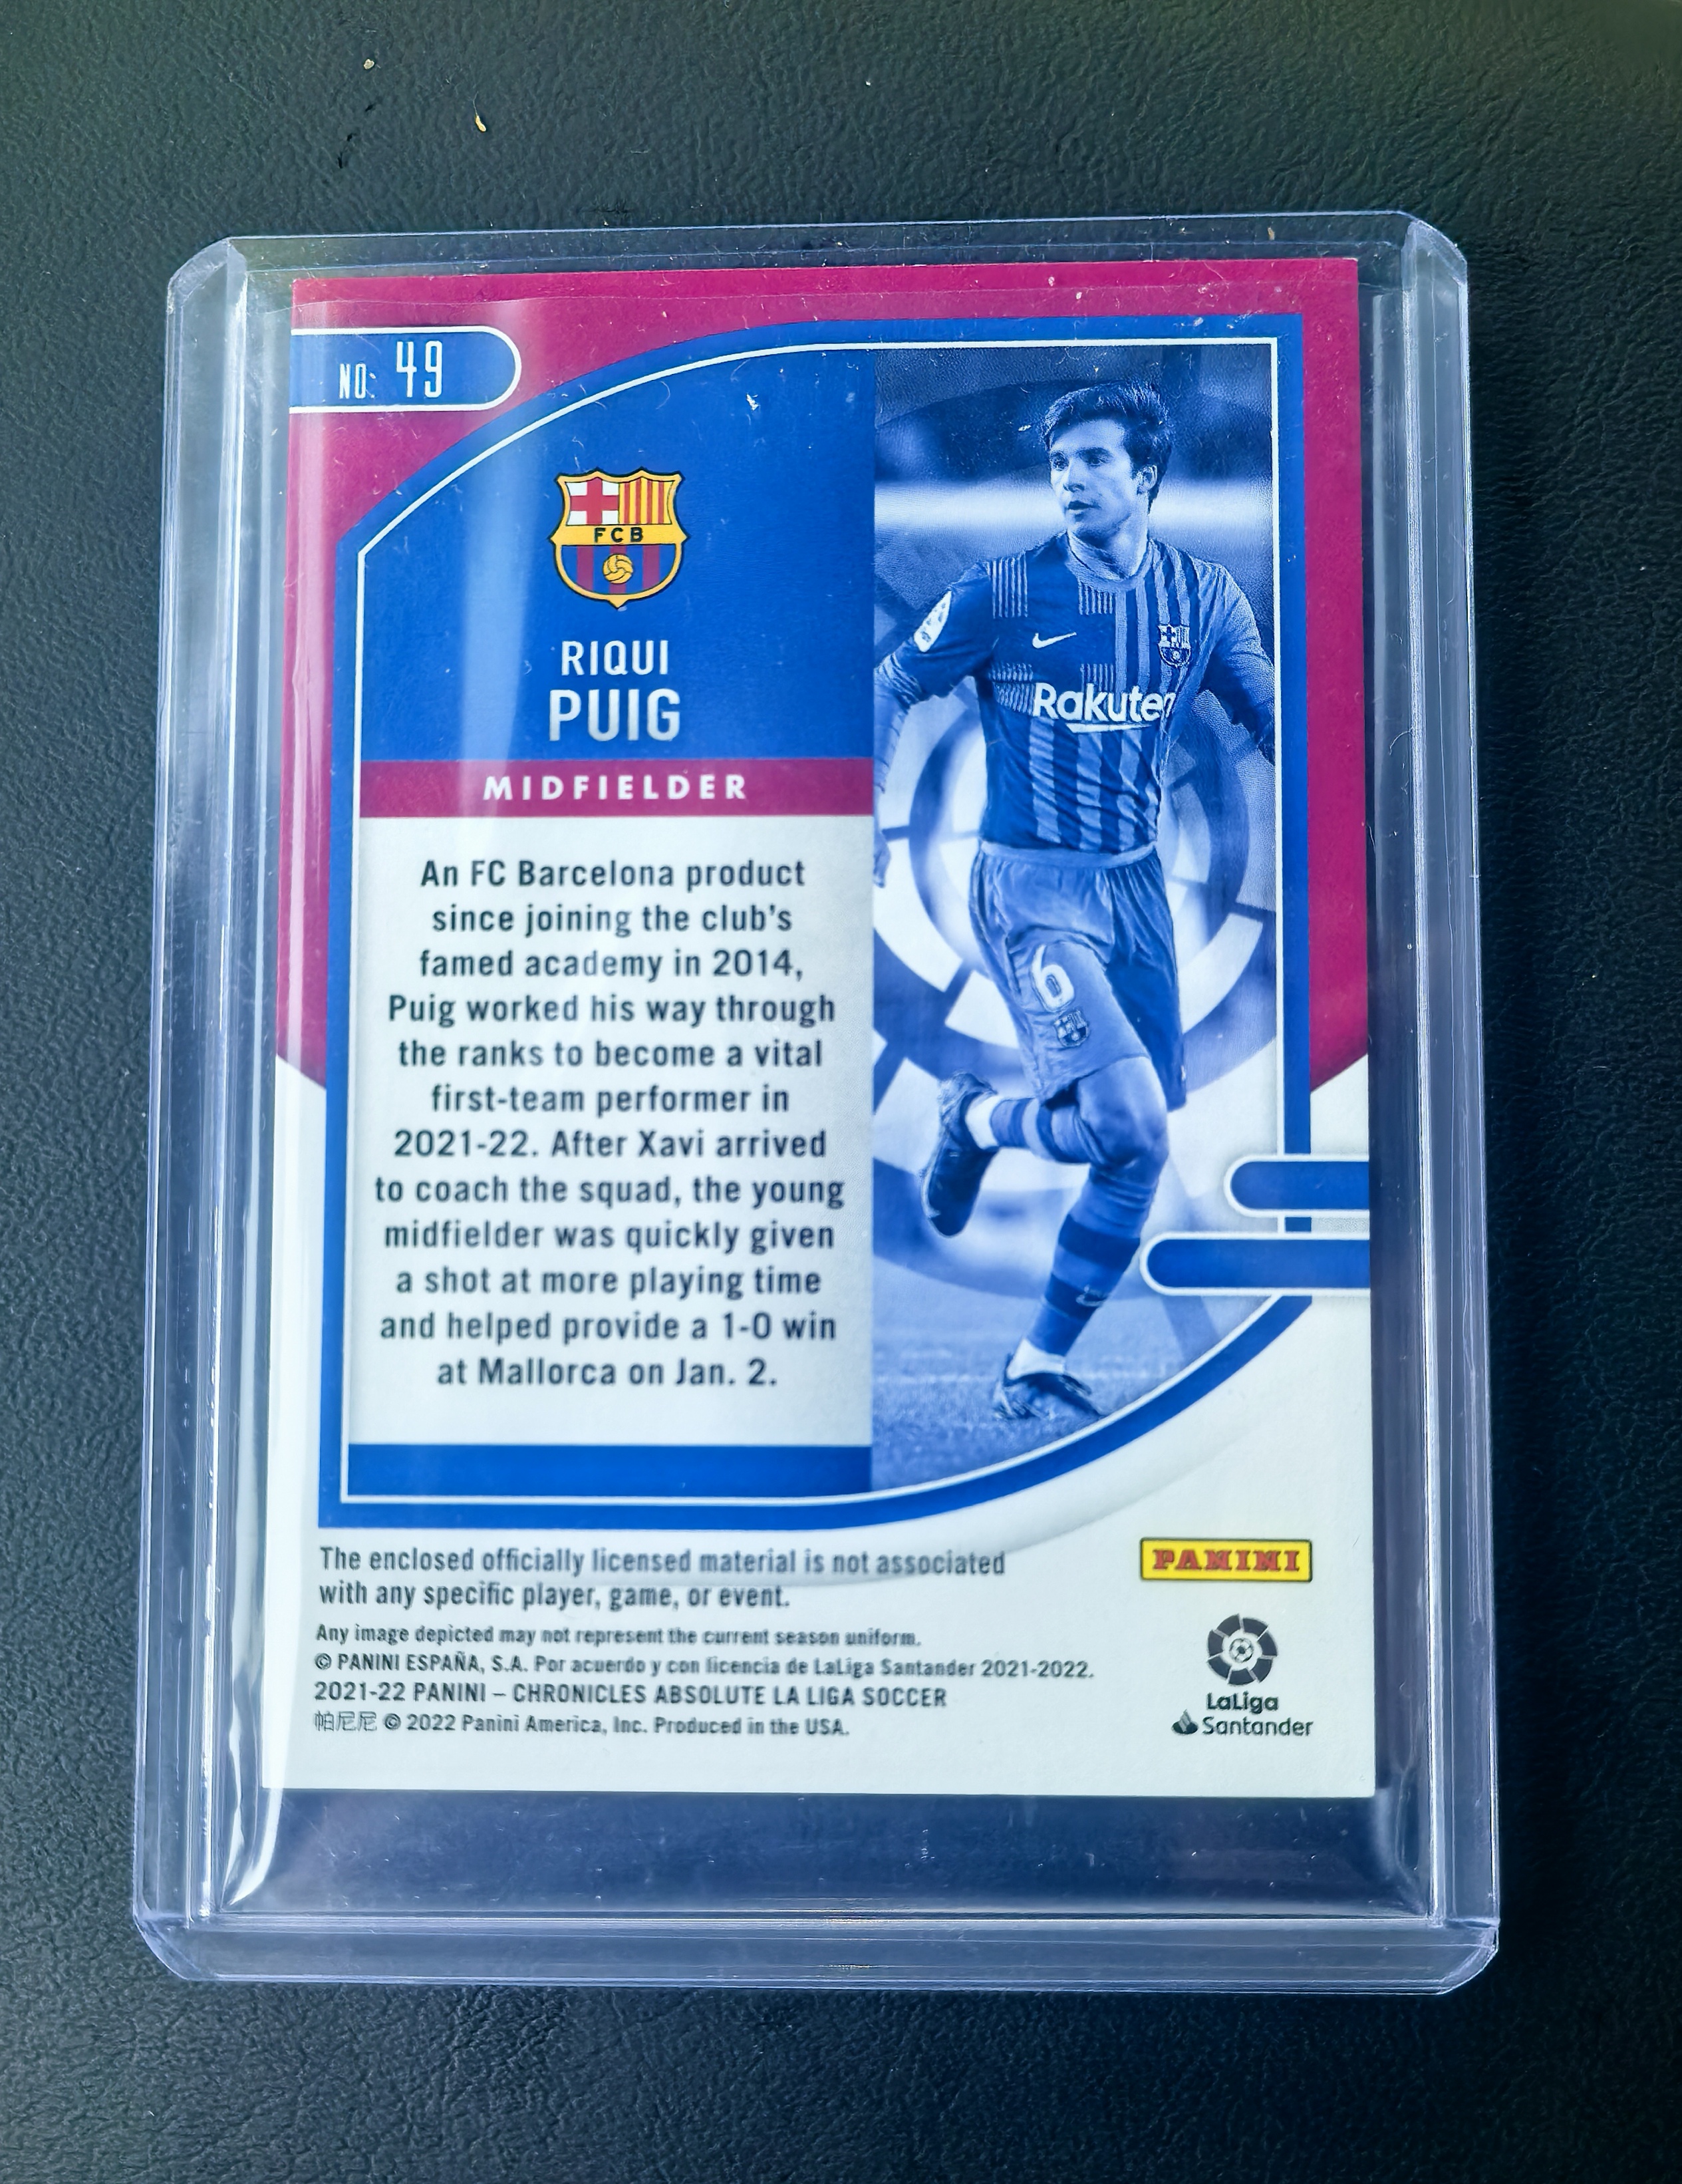 NO: 49
FCB
RIQUI
PUIG
MIDFIELDER
Rakuten
6
An FC Barcelona product
since joining the club's
famed academy in 2014,
Puig worked his way through
the ranks to become a vital
first-team performer in
2021-22. After Xavi arrived
to coach the squad, the young
midfielder was quickly given
a shot at more playing time
and helped provide a 1-0 win
at Mallorca on Jan. 2.
The enclosed officially licensed material is not associated
with any specific player, game, or event.
Any image depicted may not represent the current season uniform.
© PANINI ESPAÑA, S.A. Por acuerdo y con licencia de LaLiga Santander 2021-2022.
2021-22 PANINI – CHRONICLES ABSOLUTE LA LIGA SOCCER
帕尼尼 © 2022 Panini America, Inc. Produced in the USA.
PANINI
LaLiga
Santander